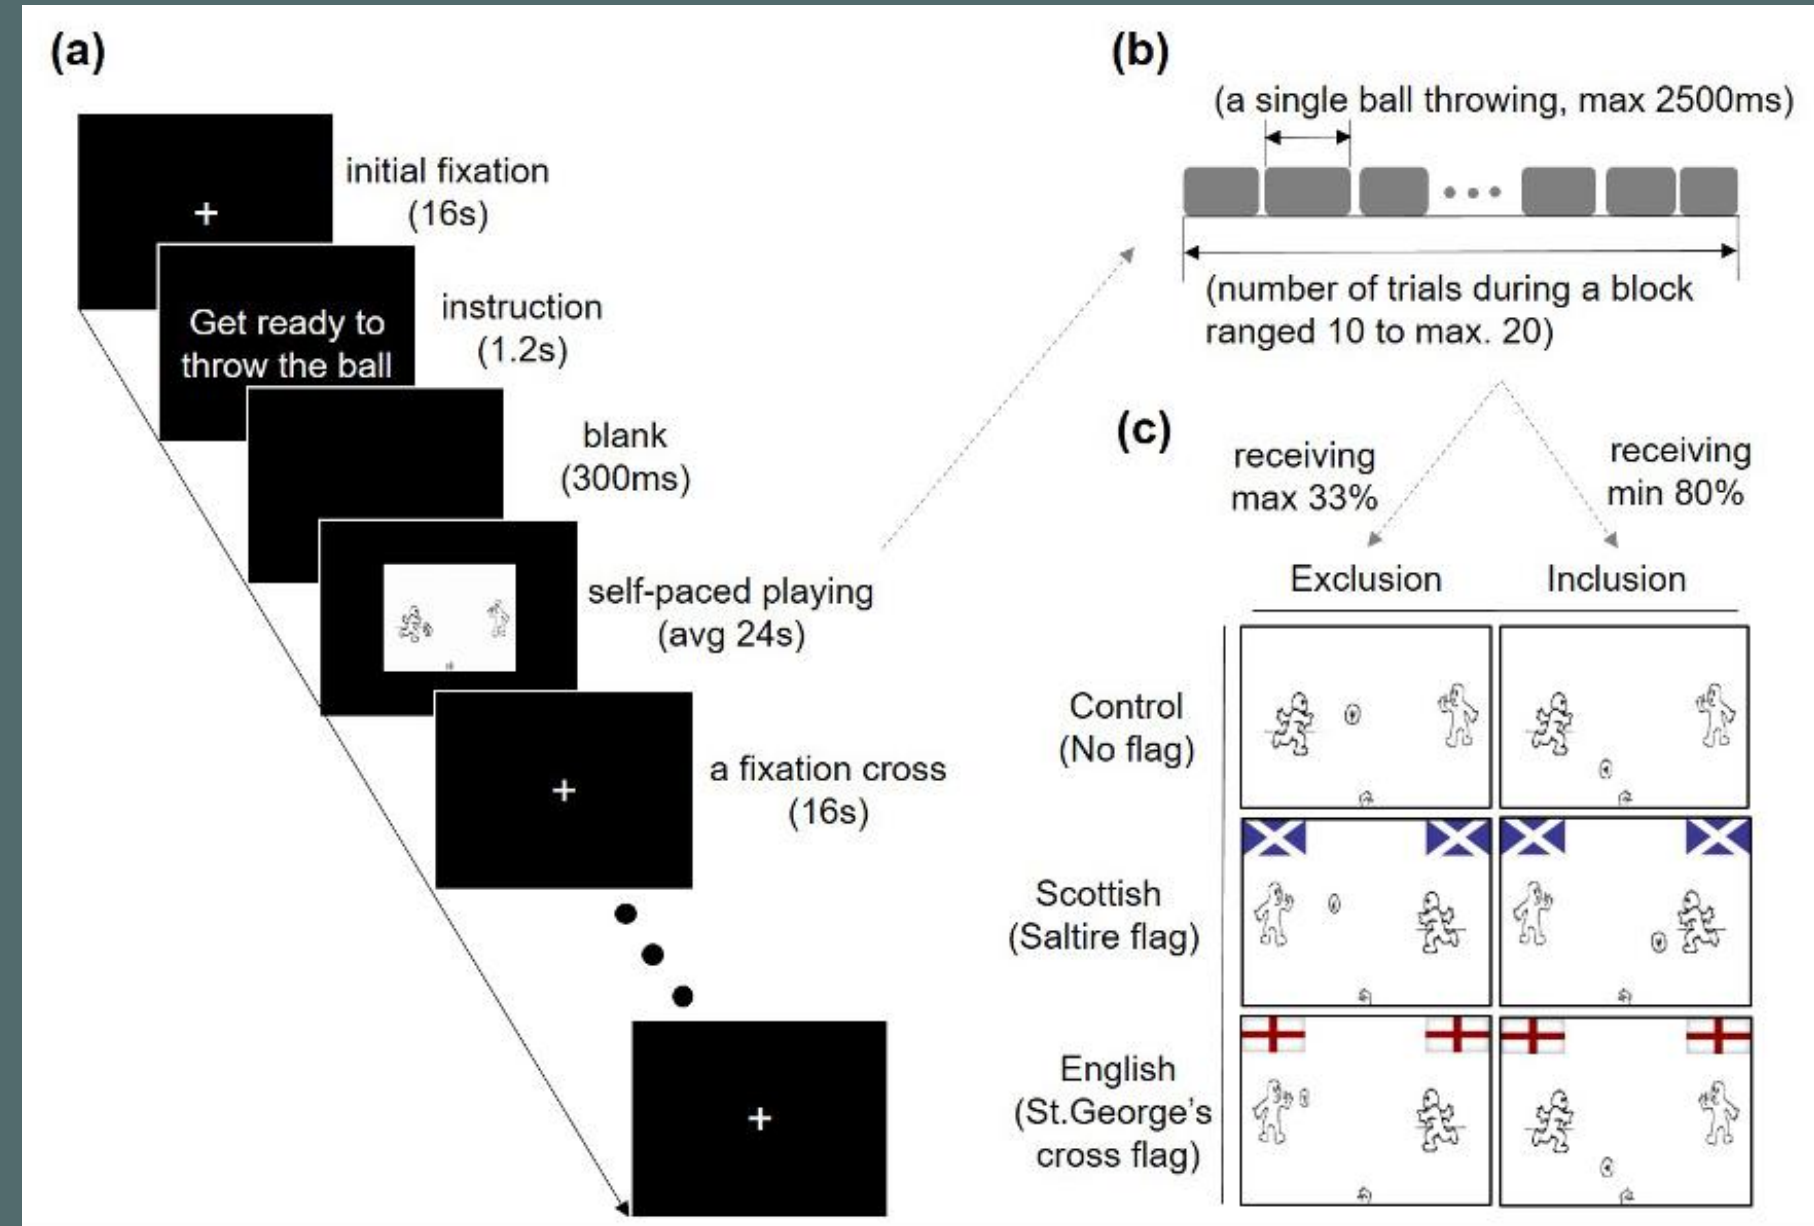 (a)
initial fixation
(16s)
Get ready to
throw the ball
instruction
(1.2s)
blank
(300ms)
self-paced playing
(avg 24s)
a fixation cross
(16s)
(b)
(a single ball throwing, max 2500ms)
(number of trials during a block
ranged 10 to max. 20)
(c)
receiving
max 33%
receiving
min 80%
Exclusion
Inclusion
Control
(No flag)
Scottish
(Saltire flag)
English
(St.George's
cross flag)